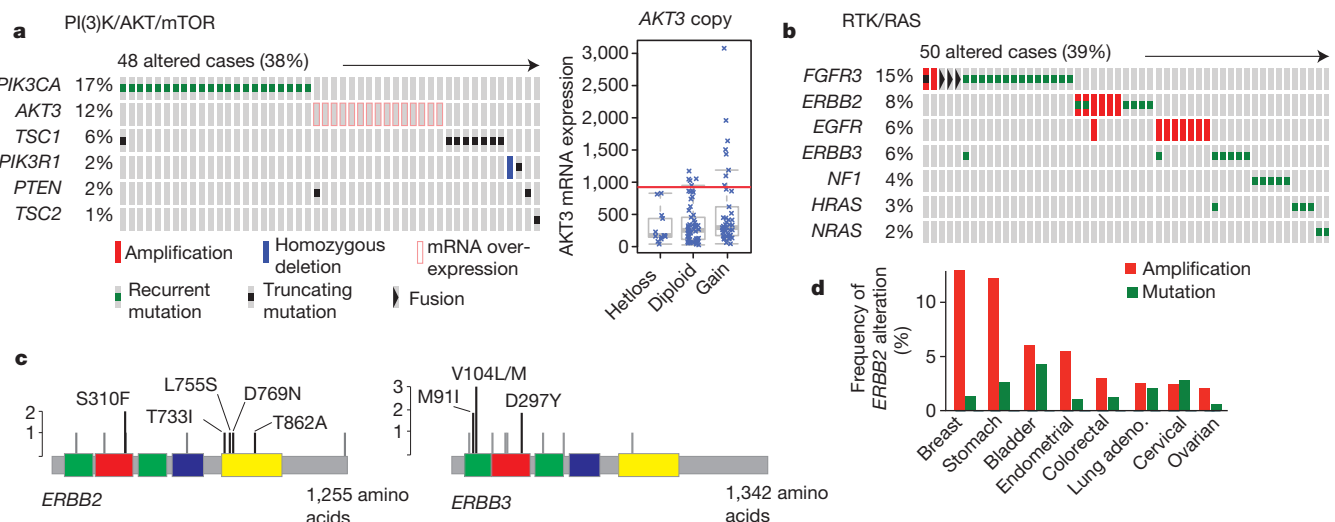 a
PI(3)K/AKT/mTOR
48 altered cases (38%)
PIK3CA 17%
AKT3 12%
TSC1 6%
PIK3R1 2%
PTEN 2%
TSC2 1%
Amplification
Homozygous deletion
mRNA over-expression
Recurrent mutation
Truncating mutation
Fusion
AKT3 copy
AKT3 mRNA expression
3,000
2,500
2,000
1,500
1,000
500
0
Hetloss
Diploid
Gain
b
RTK/RAS
50 altered cases (39%)
FGFR3 15%
ERBB2 8%
EGFR 6%
ERBB3 6%
NF1 4%
HRAS 3%
NRAS 2%
c
2
1
S310F
L755S
T733I
D769N
T862A
ERBB2
1,255 amino acids
3
2
1
M91I
V104L/M
D297Y
ERBB3
1,342 amino acids
d
Frequency of
ERBB2 alteration
(%)
10
5
0
Amplification
Mutation
Breast
Stomach
Bladder
Endometrial
Colorectal
Lung adeno.
Cervical
Ovarian